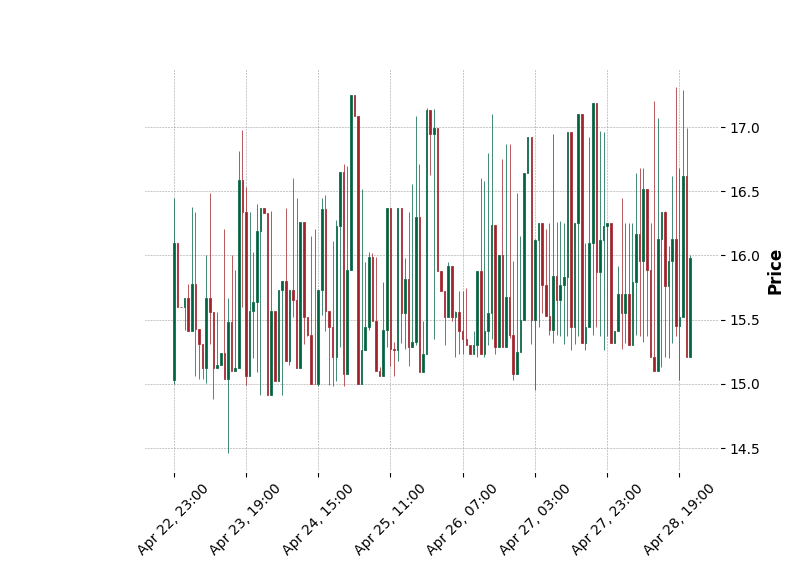 17.0
16.5
16.0
15.5
15.0
14.5
Price
Apr 22, 23:00
Apr 23, 19:00
Apr 24, 15:00
Apr 25, 11:00
Apr 26, 07:00
Apr 27, 03:00
Apr 27, 23:00
Apr 28, 19:00